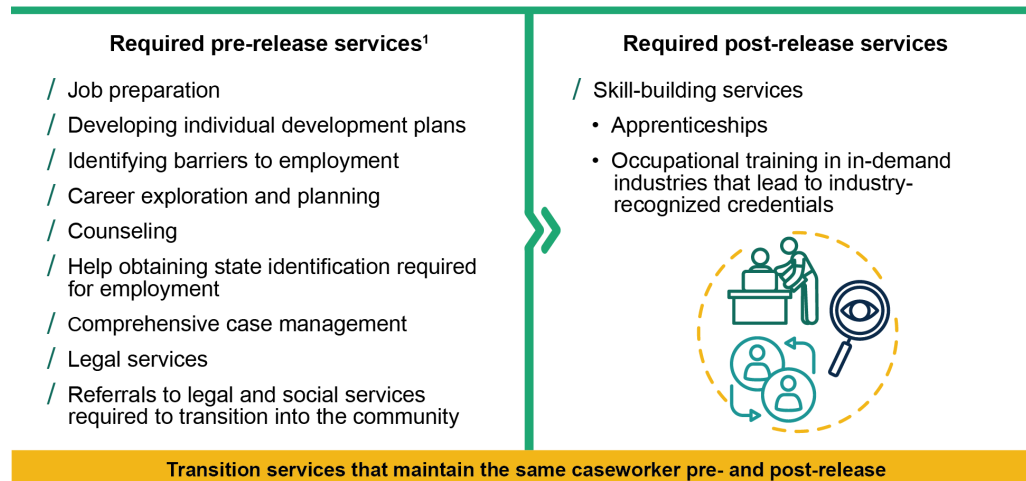 Required pre-release services¹
/ Job preparation
/ Developing individual development plans
/ Identifying barriers to employment
/ Career exploration and planning
/ Counseling
/ Help obtaining state identification required
for employment
/ Comprehensive case management
/ Legal services
/ Referrals to legal and social services
required to transition into the community
Required post-release services
/ Skill-building services
• Apprenticeships
• Occupational training in in-demand
industries that lead to industry-
recognized credentials
Transition services that maintain the same caseworker pre- and post-release